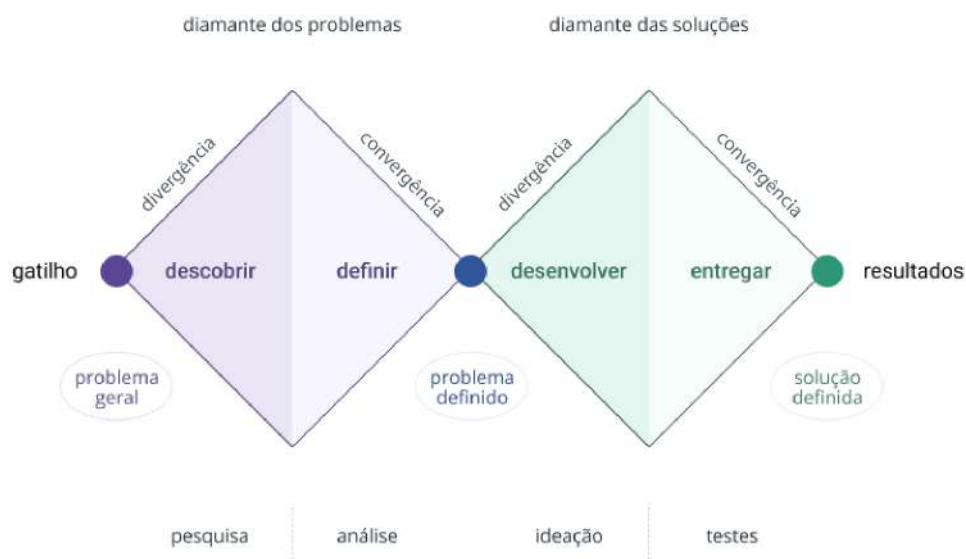 diamante dos problemas
diamante das soluções
divergência
convergência
divergência
convergência
gatilho
descobrir
definir
desenvolver
entregar
resultados
problema
geral
problema
definido
solução
definida
pesquisa
análise
ideação
testes